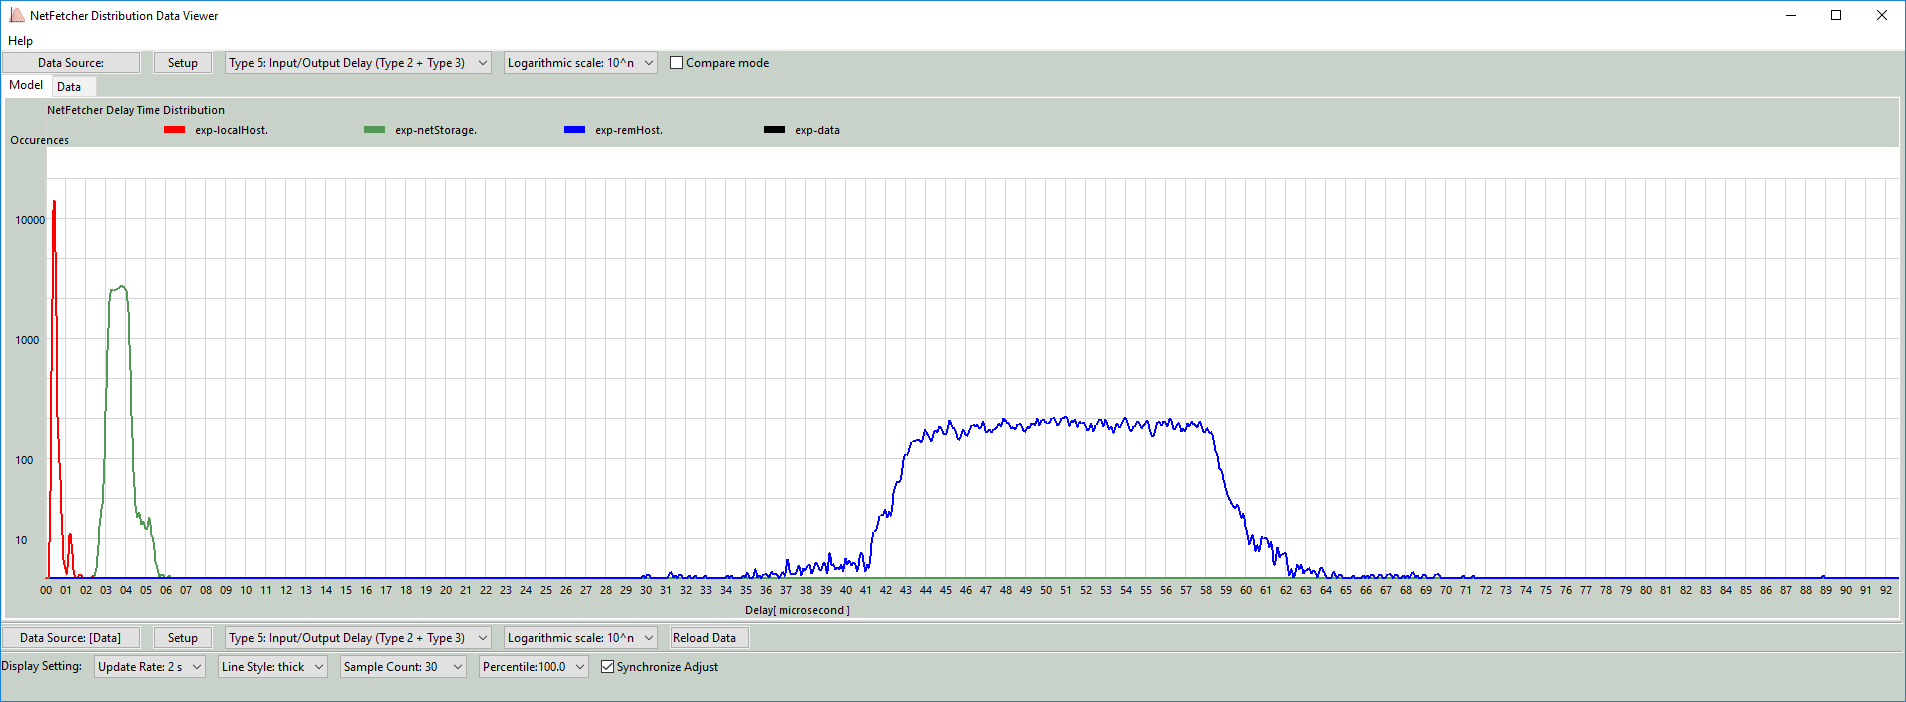 NetFetcher Distribution Data Viewer
Help
Data Source: Setup Type 5: Input/Output Delay (Type 2 + Type 3) Logarithmic scale: 10^n Compare mode
Model Data
NetFetcher Delay Time Distribution
exp-localHost. exp-netStorage. exp-remHost. exp-data
Occurences
10000
1000
100
10
00 01 02 03 04 05 06 07 08 09 10 11 12 13 14 15 16 17 18 19 20 21 22 23 24 25 26 27 28 29 30 31 32 33 34 35 36 37 38 39 40 41 42 43 44 45 46 47 48 49 50 51 52 53 54 55 56 57 58 59 60 61 62 63 64 65 66 67 68 69 70 71 72 73 74 75 76 77 78 79 80 81 82 83 84 85 86 87 88 89 90 91 92
Delay[ microsecond ]
Data Source: [Data] Setup Type 5: Input/Output Delay (Type 2 + Type 3) Logarithmic scale: 10^n Reload Data
Display Setting: Update Rate: 2 s Line Style: thick Sample Count: 30 Percentile:100.0 Synchronize Adjust